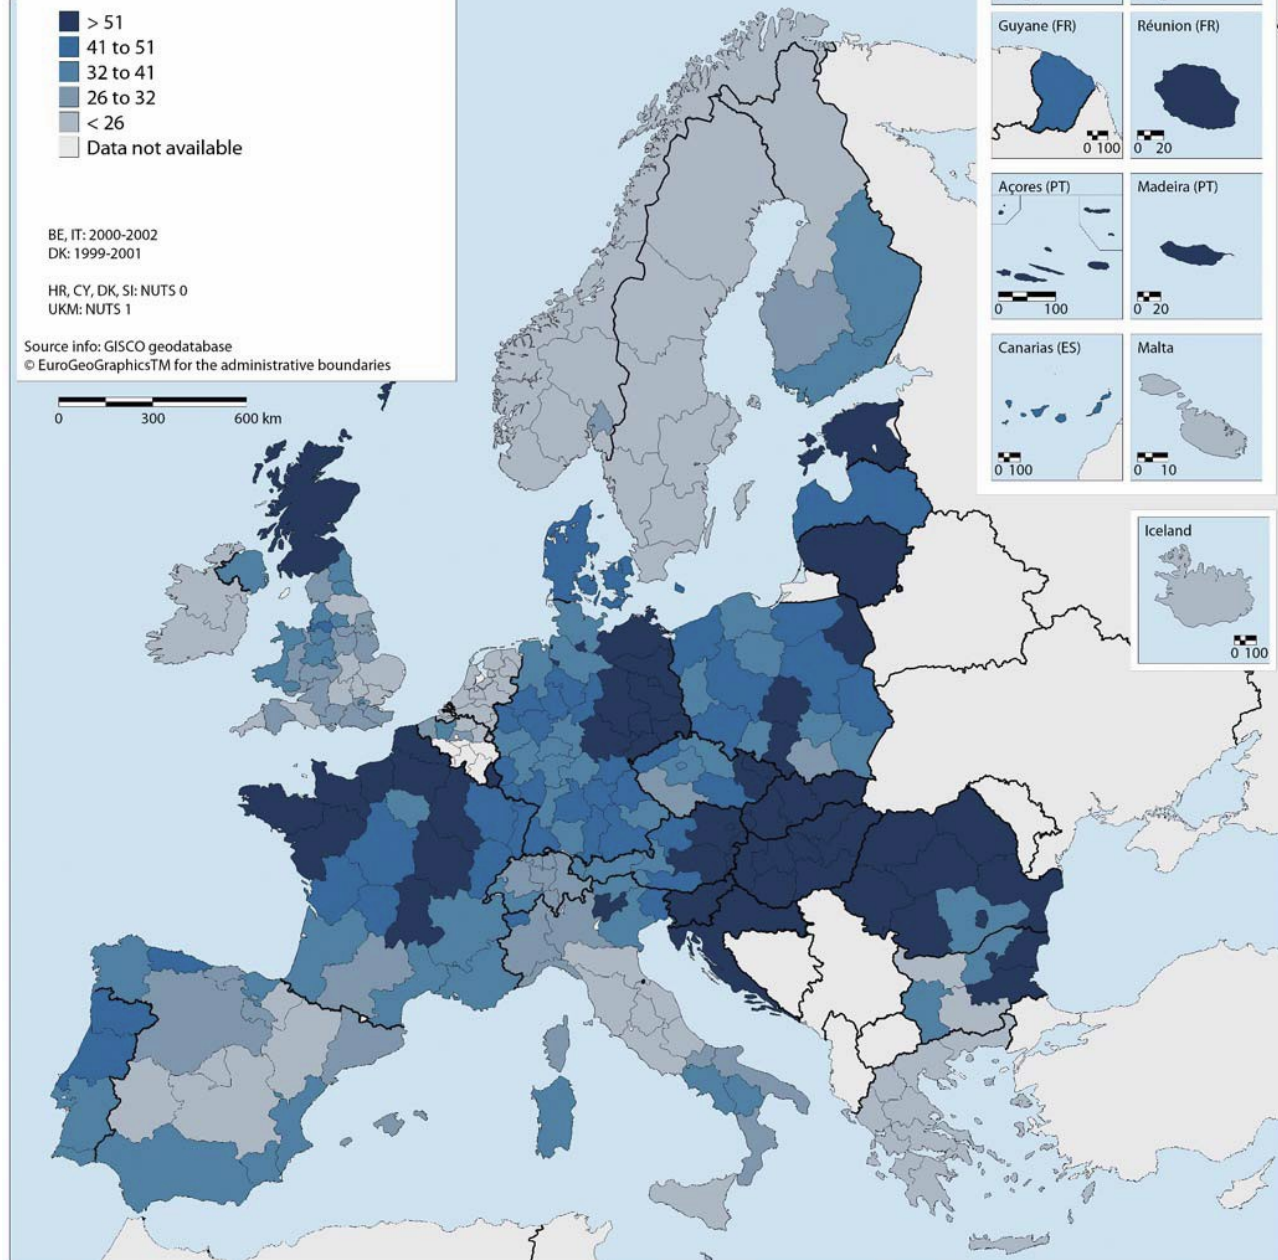 > 51
41 to 51
32 to 41
26 to 32
< 26
Data not available
BE, IT: 2000-2002
DK: 1999-2001
HR, CY, DK, SI: NUTS 0
UKM: NUTS 1
Source info: GISCO geodatabase
© EuroGeoGraphicsTM for the administrative boundaries
0 300 600 km
Guyane (FR)
0 100
Réunion (FR)
0 20
Açores (PT)
0 100
Madeira (PT)
0 20
Canarias (ES)
0 100
Malta
0 10
Iceland
0 100